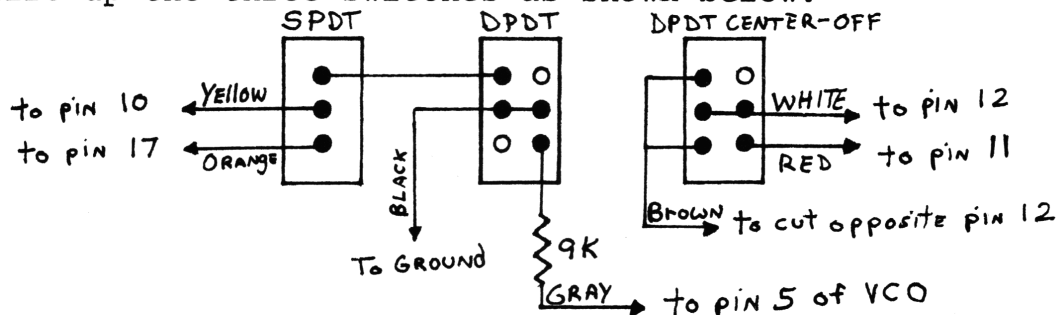 SPDT DPDT DPDT CENTER-OFF
to pin 10 YEllOW WHITE to pin 12
to pin 17 ORANGE RED to pin 11
BLACK
BROWN to cut opposite pin 12
To GROUND 9K
GRAY to pin 5 of VCO